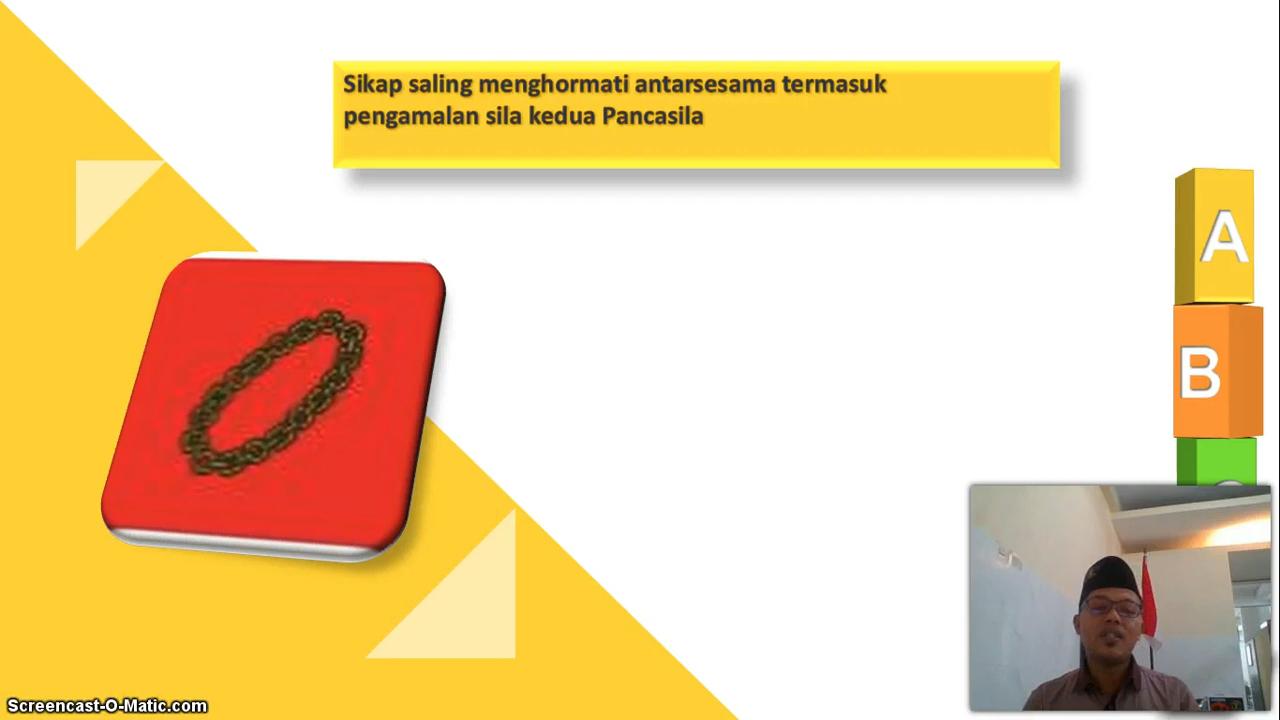 Sikap saling menghormati antarsesama termasuk
pengamalan sila kedua Pancasila
A
B
Screencast-O-Matic.com